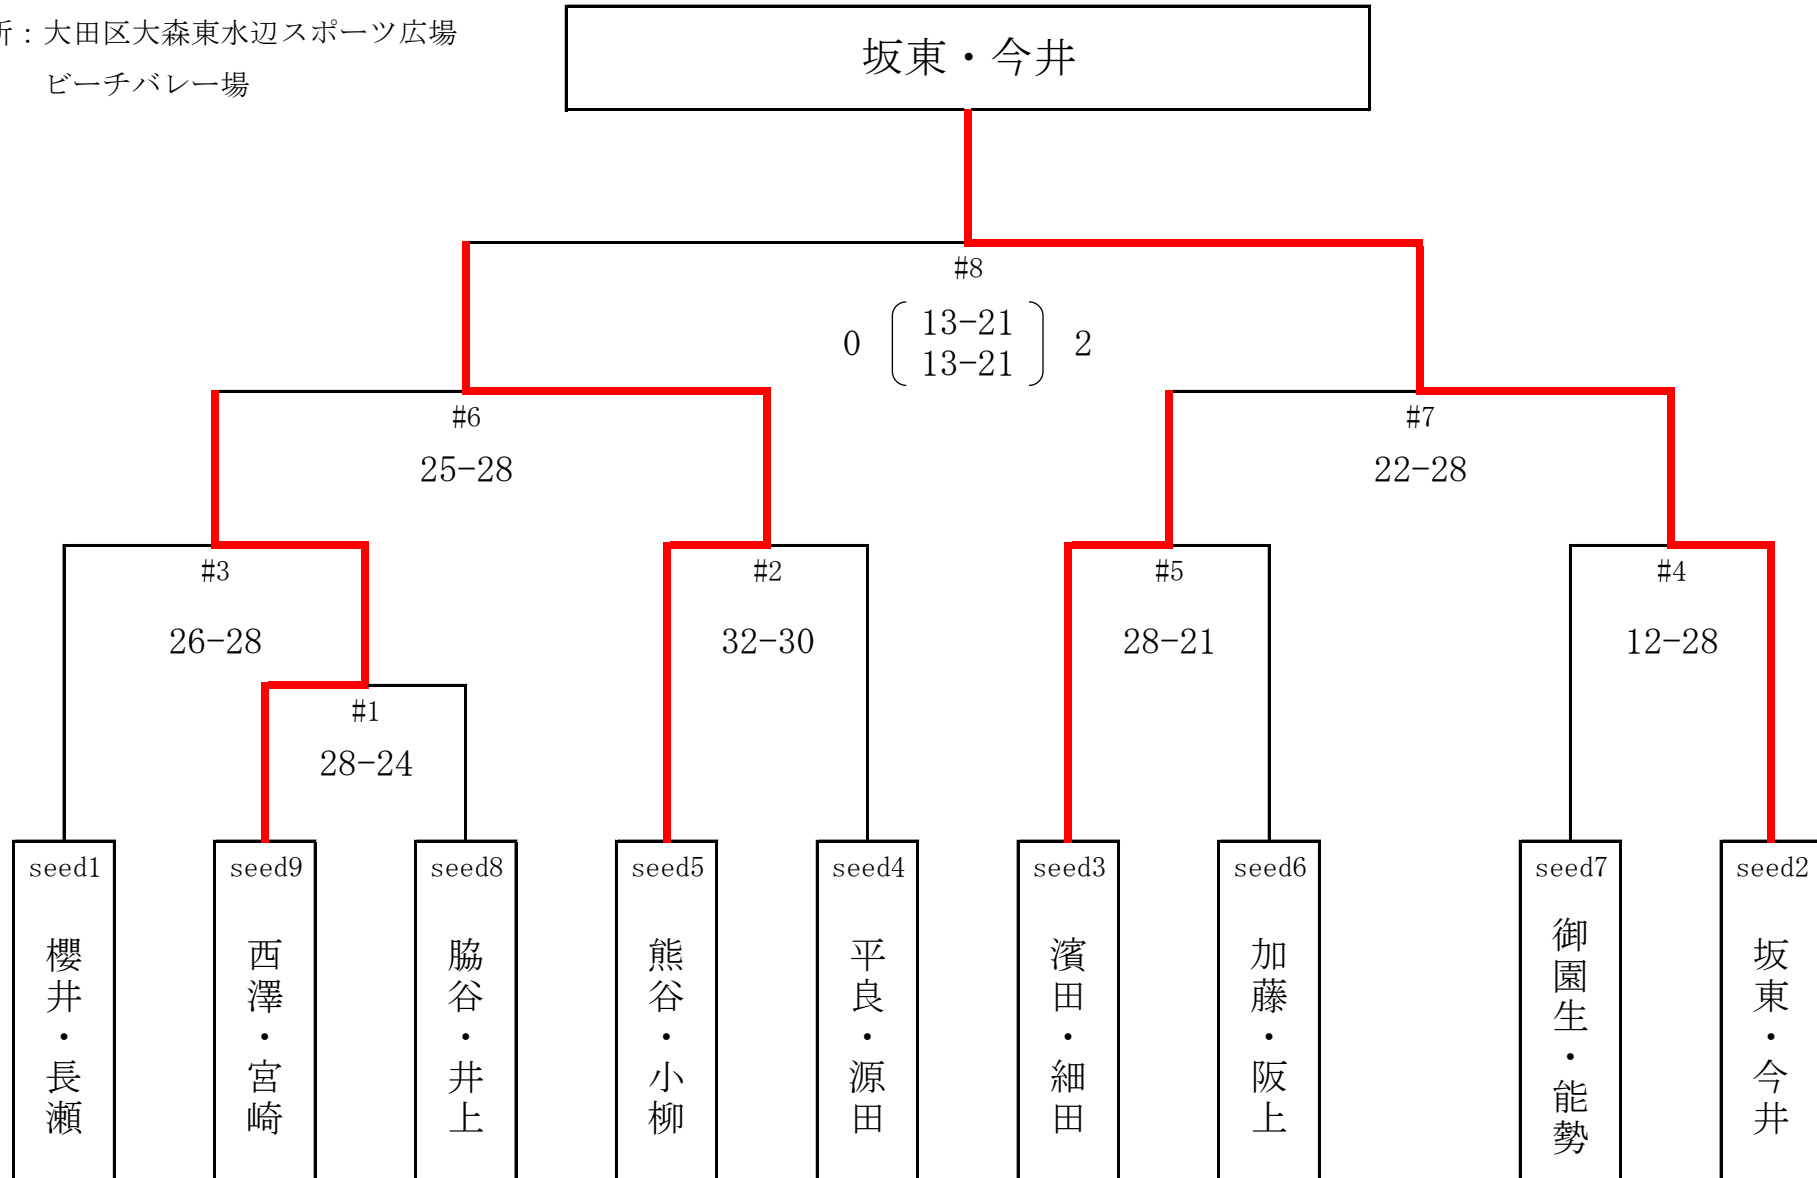 所：大田区大森東水辺スポーツ広場
ビーチバレー場
坂東・今井
#8
0 13-21 2
13-21
#6
25-28
#7
22-28
#3
26-28
#2
32-30
#5
28-21
#4
12-28
#1
28-24
seed1
櫻井・長瀬
seed9
西澤・宮崎
seed8
脇谷・井上
seed5
熊谷・小柳
seed4
平良・源田
seed3
濱田・細田
seed6
加藤・阪上
seed7
御園生・能勢
seed2
坂東・今井